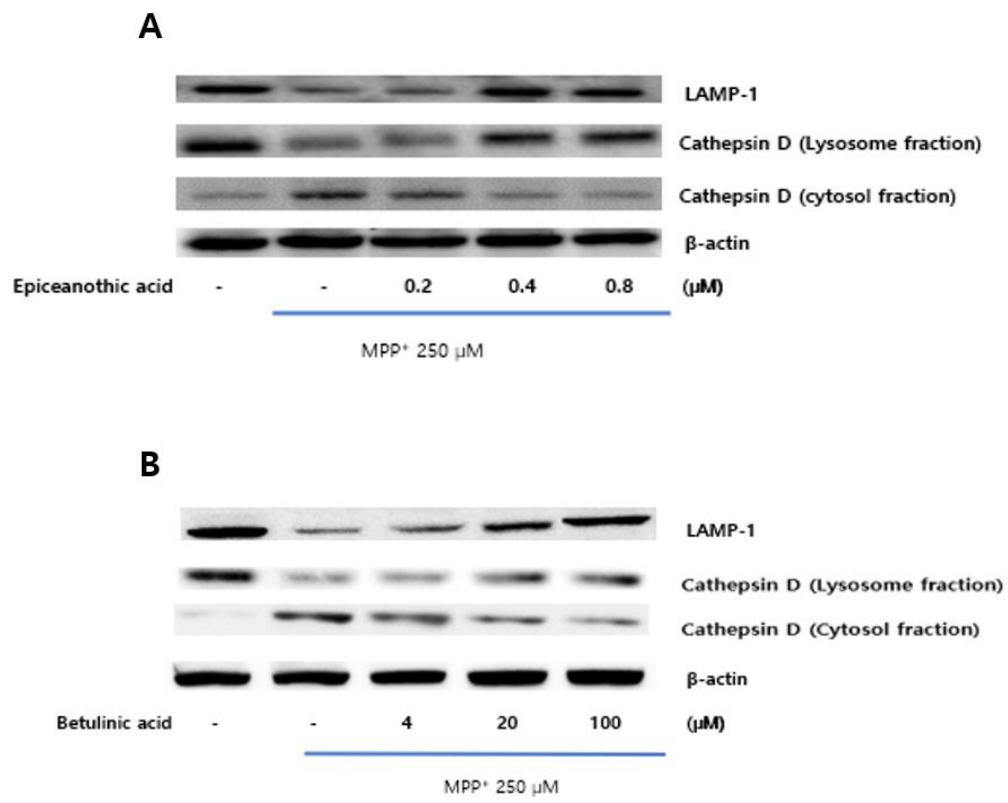 A
LAMP-1
Cathepsin D (Lysosome fraction)
Cathepsin D (cytosol fraction)
β-actin
Epiceanothic acid - - 0.2 0.4 0.8 (μM)
MPP⁺ 250 μM
B
LAMP-1
Cathepsin D (Lysosome fraction)
Cathepsin D (Cytosol fraction)
β-actin
Betulinic acid - - 4 20 100 (μM)
MPP⁺ 250 μM